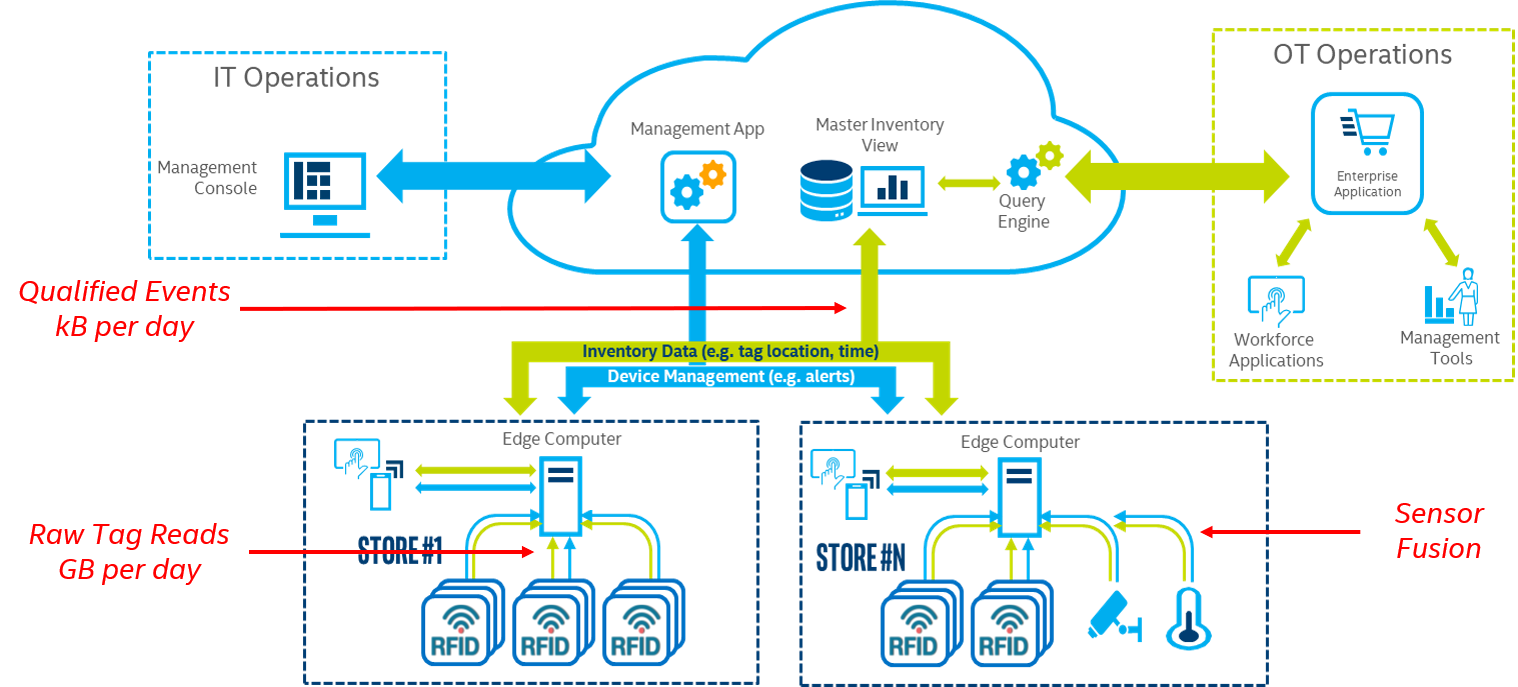 IT Operations
Management
Console
Management App
Master Inventory
View
Query
Engine
OT Operations
Enterprise
Application
Workforce
Applications
Management
Tools
Qualified Events
kB per day
Inventory Data (e.g. tag location, time)
Device Management (e.g. alerts)
Edge Computer
STORE #1
RFID
RFID
RFID
Raw Tag Reads
GB per day
Edge Computer
STORE #N
RFID
RFID
Sensor
Fusion